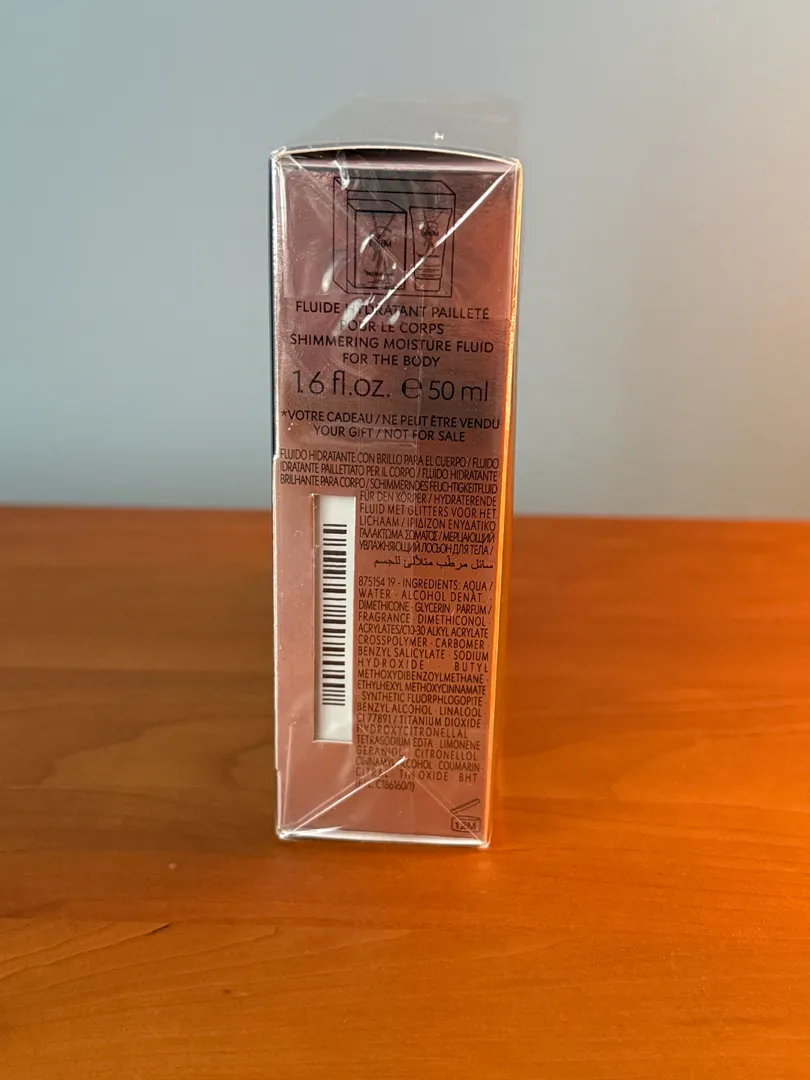 FLUIDE HYDRATANT PAILLETÉ
POUR LE CORPS
SHIMMERING MOISTURE FLUID
FOR THE BODY
1.6 fl.oz. ℮ 50 ml
*VOTRE CADEAU / NE PEUT ÊTRE VENDU
YOUR GIFT / NOT FOR SALE
FLUIDO HIDRATANTE CON BRILLO PARA EL CUERPO / FLUIDO
IDRATANTE PAILLETTATO PER IL CORPO / FLUIDO HIDRATANTE
BRILHANTE PARA CORPO / SCHIMMERNDES FEUCHTIGKEITFLUID
FÜR DEN KÖRPER / HYDRATERENDE
FLUID MET GLITTERS VOOR HET
LICHAAM / ΙΡΙΔΙΖΟΝ ΕΝΥΔΑΤΙΚΟ
ΓΑΛΑΚΤΩΜΑ ΣΩΜΑΤΟΣ / МЕРЦАЮЩИЙ
УВЛАЖНЯЮЩИЙ ЛОСЬОН ДЛЯ ТЕЛА /
سائل مرطّب متلألئ للجسم
875154 19 - INGREDIENTS: AQUA /
WATER · ALCOHOL DENAT. ·
DIMETHICONE · GLYCERIN · PARFUM /
FRAGRANCE · DIMETHICONOL ·
ACRYLATES/C10-30 ALKYL ACRYLATE
CROSSPOLYMER · CARBOMER ·
BENZYL SALICYLATE · SODIUM
HYDROXIDE · BUTYL
METHOXYDIBENZOYLMETHANE ·
ETHYLHEXYL METHOXYCINNAMATE
· SYNTHETIC FLUORPHLOGOPITE ·
BENZYL ALCOHOL · LINALOOL ·
CI 77891 / TITANIUM DIOXIDE ·
HYDROXYCITRONELLAL ·
TETRASODIUM EDTA · LIMONENE ·
GERANIOL · CITRONELLOL ·
CINNAMYL ALCOHOL · COUMARIN ·
CITRAL · TIN OXIDE · BHT
C186160/1)
12M